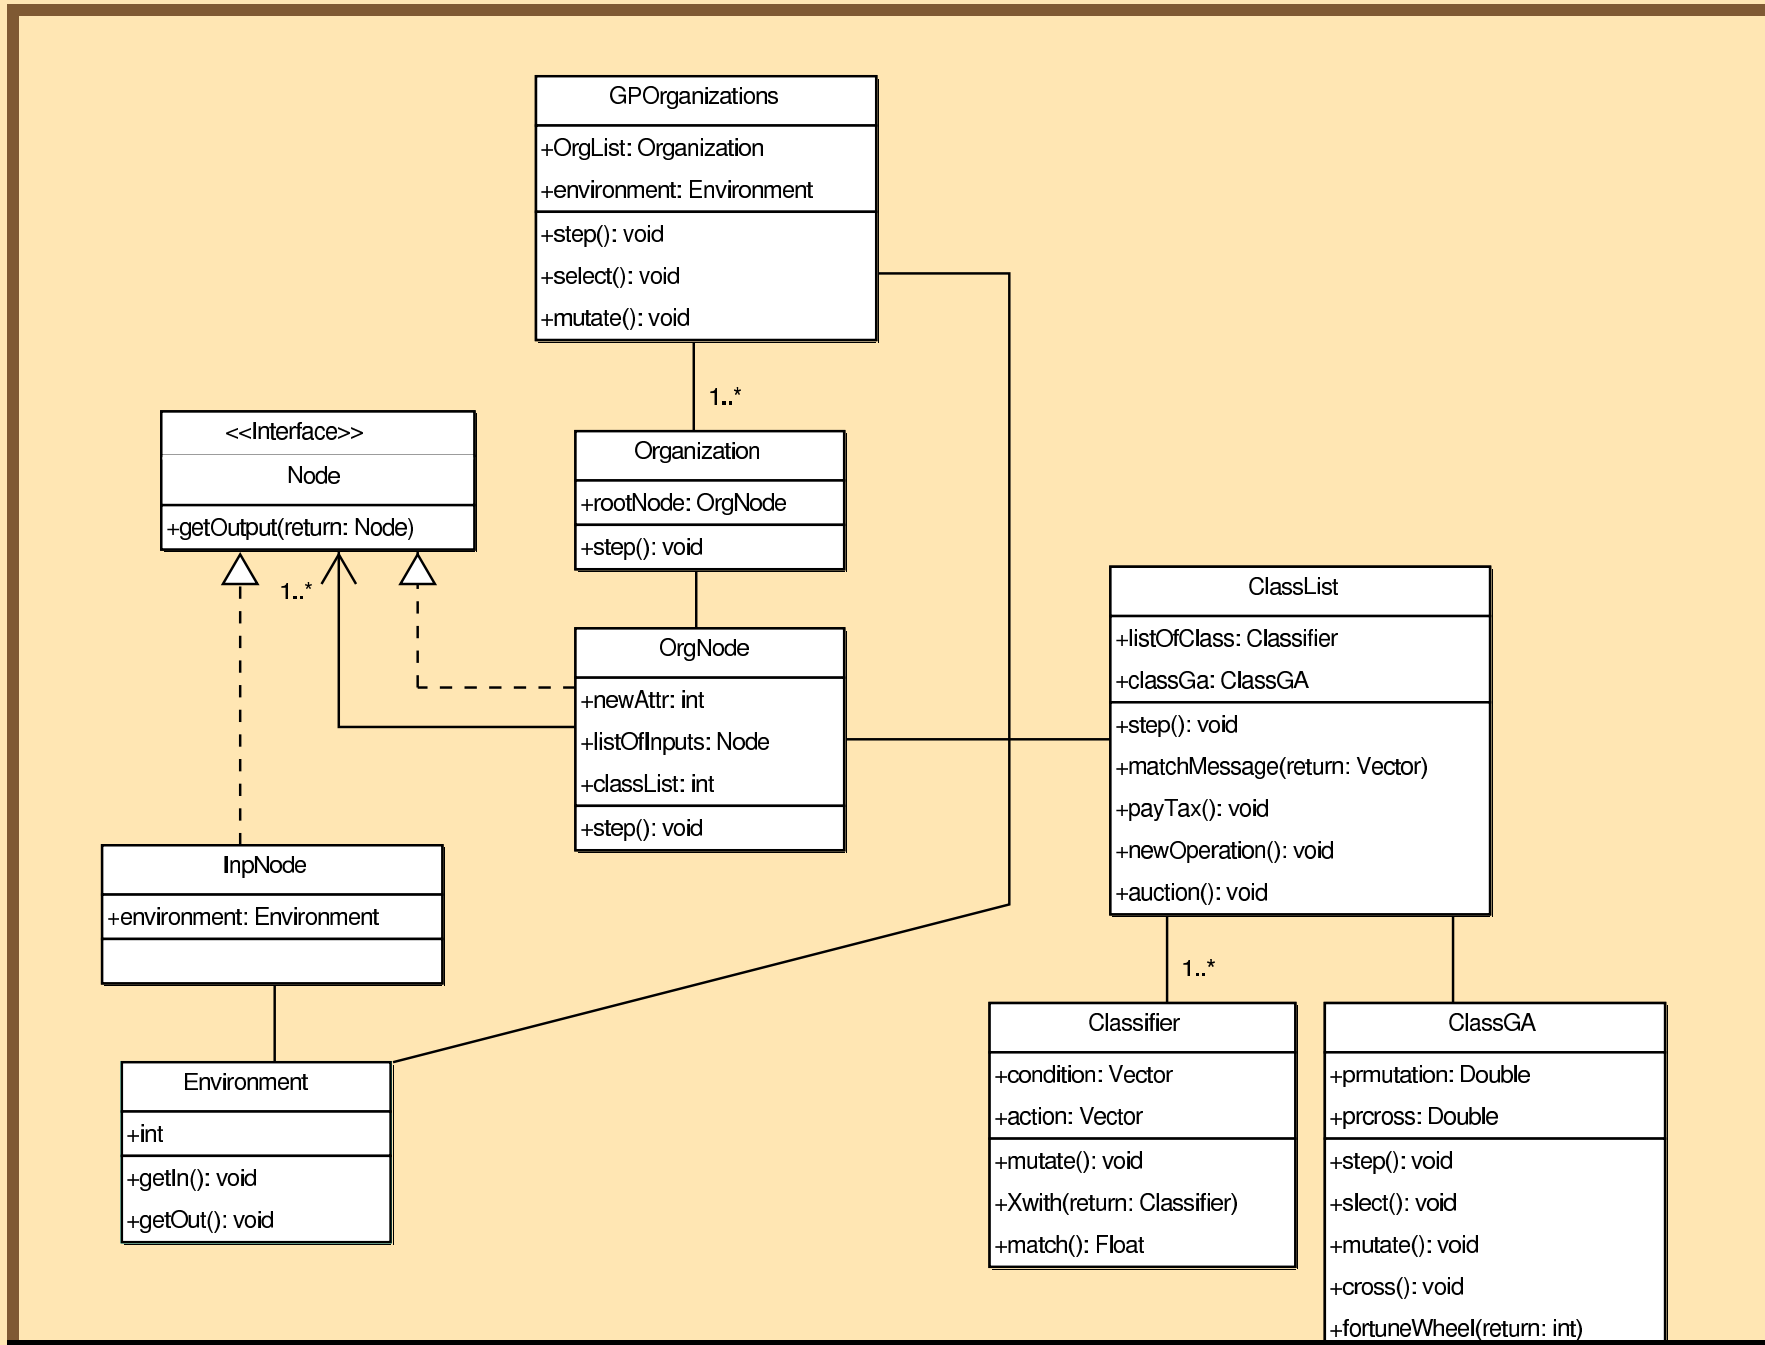 GPOrganizations
+OrgList: Organization
+environment: Environment
+step(): void
+select(): void
+mutate(): void
1..*
<<Interface>>
Node
+getOutput(return: Node)
1..*
Organization
+rootNode: OrgNode
+step(): void
OrgNode
+newAttr: int
+listOfInputs: Node
+classList: int
+step(): void
ClassList
+listOfClass: Classifier
+classGa: ClassGA
+step(): void
+matchMessage(return: Vector)
+payTax(): void
+newOperation(): void
+auction(): void
InpNode
+environment: Environment
Environment
+int
+getIn(): void
+getOut(): void
1..*
Classifier
+condition: Vector
+action: Vector
+mutate(): void
+Xwith(return: Classifier)
+match(): Float
ClassGA
+prmutation: Double
+prcross: Double
+step(): void
+slect(): void
+mutate(): void
+cross(): void
+fortuneWheel(return: int)